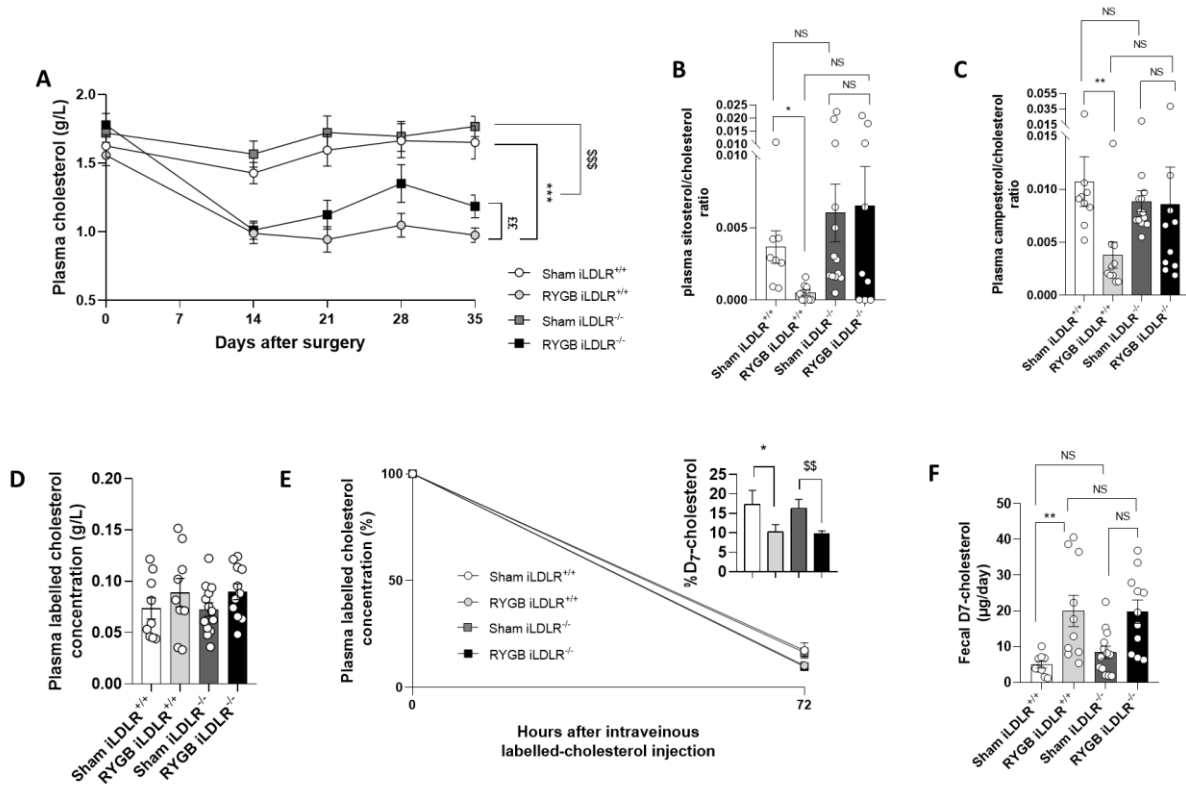 A
Plasma cholesterol (g/L)
2.0
1.5
1.0
0.5
0
7
14
21
28
35
Days after surgery
££
***
$$$
Sham iLDLR+/+
RYGB iLDLR+/+
Sham iLDLR-/-
RYGB iLDLR-/-
B
NS
NS
NS
*
plasma sitosterol/cholesterol
ratio
0.025
0.020
0.015
0.010
0.010
0.005
0.000
Sham iLDLR+/+
RYGB iLDLR+/+
Sham iLDLR-/-
RYGB iLDLR-/-
C
NS
NS
NS
**
Plasma campesterol/cholesterol
ratio
0.055
0.035
0.015
0.015
0.010
0.005
0.000
Sham iLDLR+/+
RYGB iLDLR+/+
Sham iLDLR-/-
RYGB iLDLR-/-
D
Plasma labelled cholesterol
concentration (g/L)
0.20
0.15
0.10
0.05
0.00
Sham iLDLR+/+
RYGB iLDLR+/+
Sham iLDLR-/-
RYGB iLDLR-/-
E
Plasma labelled cholesterol
concentration (%)
100
50
0
0
72
Hours after intraveinous
labelled-cholesterol injection
Sham iLDLR+/+
RYGB iLDLR+/+
Sham iLDLR-/-
RYGB iLDLR-/-
%D7-cholesterol
25
20
15
10
5
0
*
$$
F
NS
NS
NS
**
Fecal D7-cholesterol
(µg/day)
50
40
30
20
10
0
Sham iLDLR+/+
RYGB iLDLR+/+
Sham iLDLR-/-
RYGB iLDLR-/-